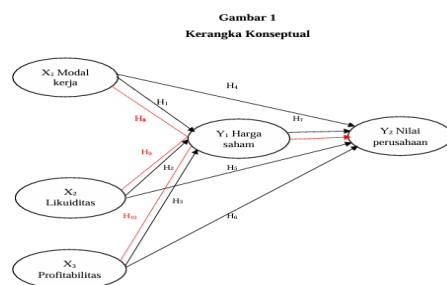 Gambar 1
Kerangka Konseptual
X₁ Modal
kerja
H₄
H₁
H₈
H₇
Y₁ Harga
saham
Y₂ Nilai
perusahaan
H₉
H₂
H₅
X₂
Likuiditas
H₃
H₁₀
H₆
X₃
Profitabilitas